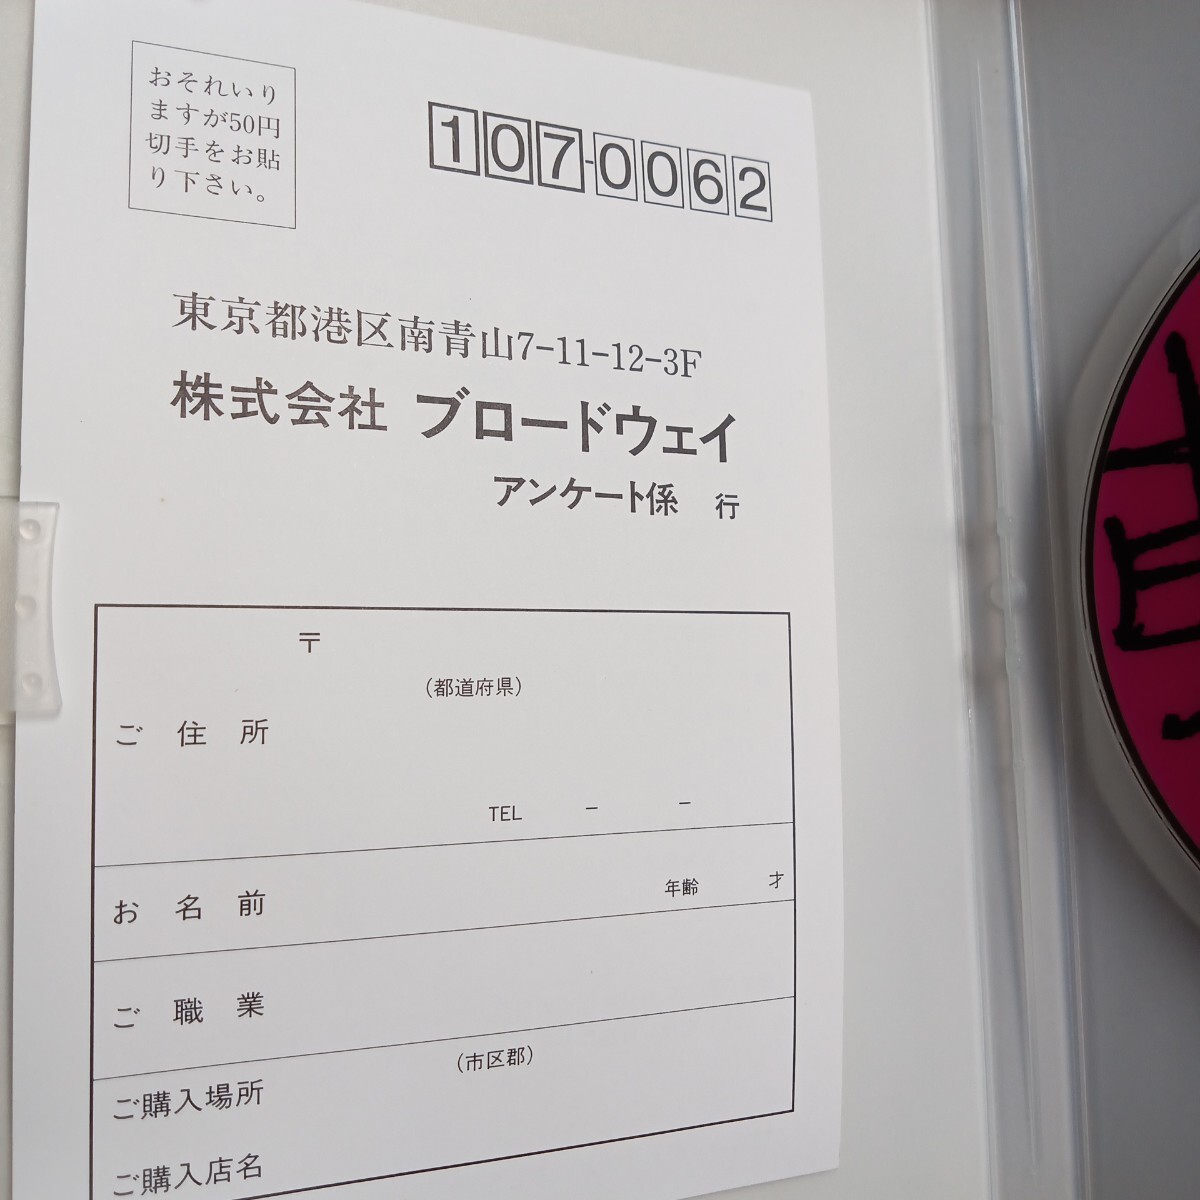 おそれいり
ますが50円
切手をお貼
り下さい。
107-0062
東京都港区南青山7-11-12-3F
株式会社 ブロードウェイ
アンケート係 行
〒
(都道府県)
ご住所
TEL - -
お名前 年齢 才
ご職業
(市区郡)
ご購入場所
ご購入店名